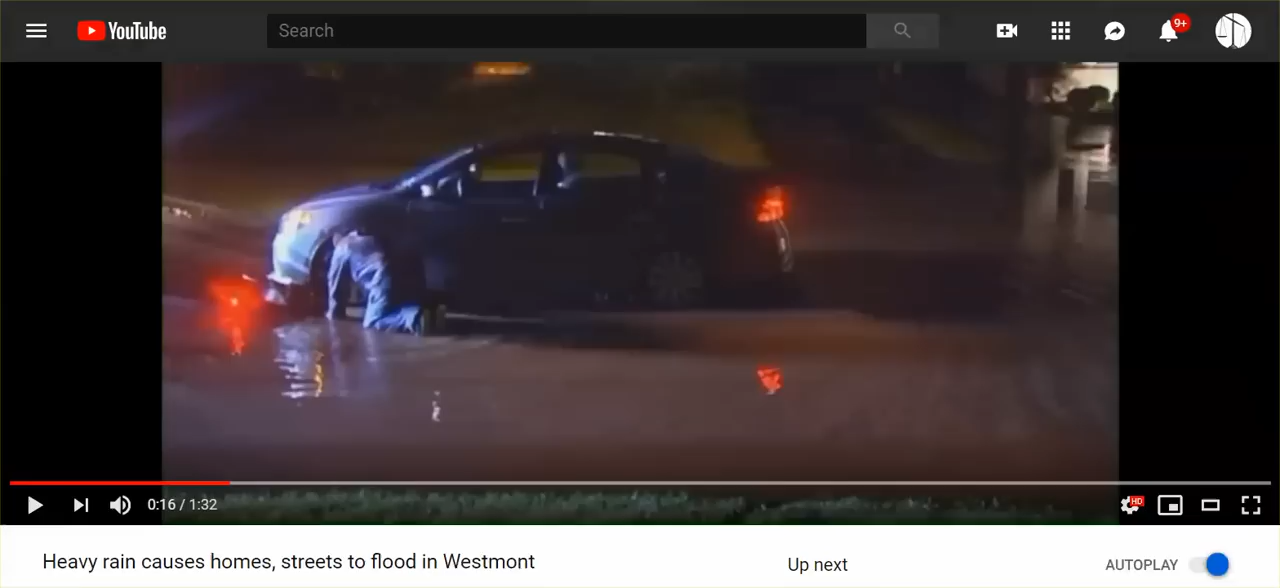 YouTube
Search
9+
0:16 / 1:32
HD
Heavy rain causes homes, streets to flood in Westmont
Up next
AUTOPLAY